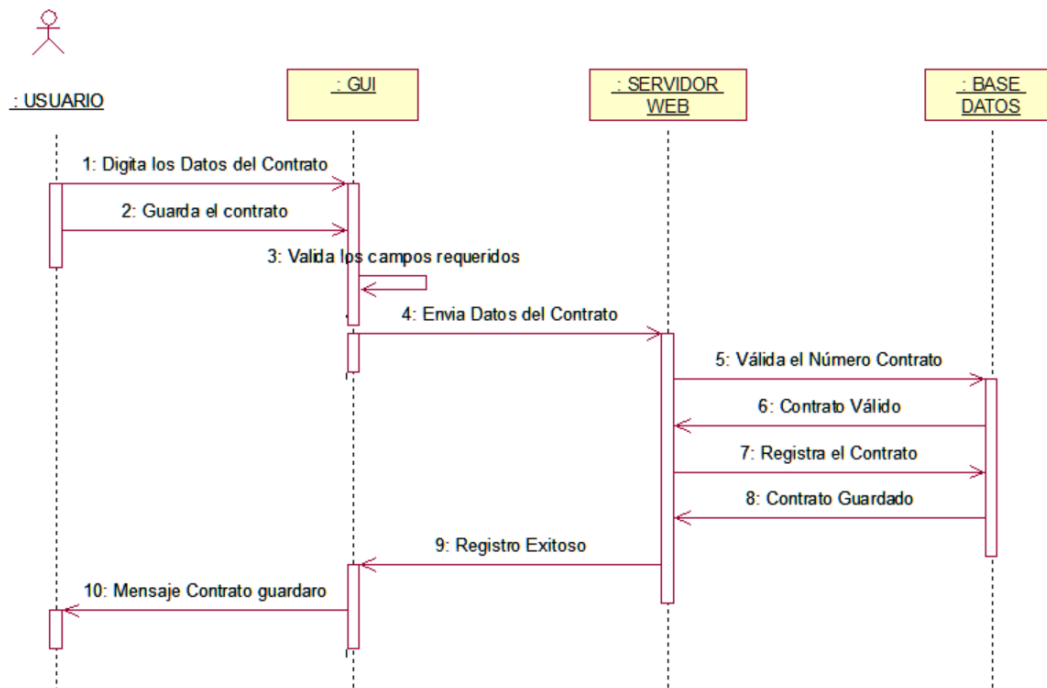 : USUARIO
: GUI
: SERVIDOR
WEB
: BASE
DATOS
1: Digita los Datos del Contrato
2: Guarda el contrato
3: Valida los campos requeridos
4: Envia Datos del Contrato
5: Válida el Número Contrato
6: Contrato Válido
7: Registra el Contrato
8: Contrato Guardado
9: Registro Exitoso
10: Mensaje Contrato guardaro